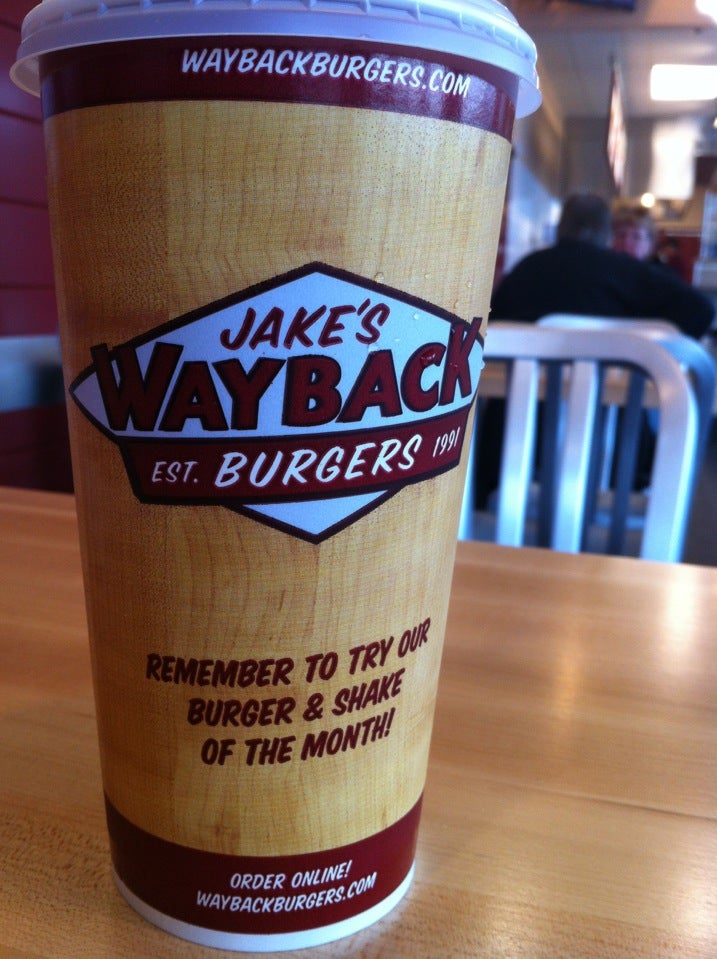 WAYBACKBURGERS.COM
JAKE'S
WAYBACK
EST. BURGERS 1991
REMEMBER TO TRY OUR
BURGER & SHAKE
OF THE MONTH!
ORDER ONLINE!
WAYBACKBURGERS.COM